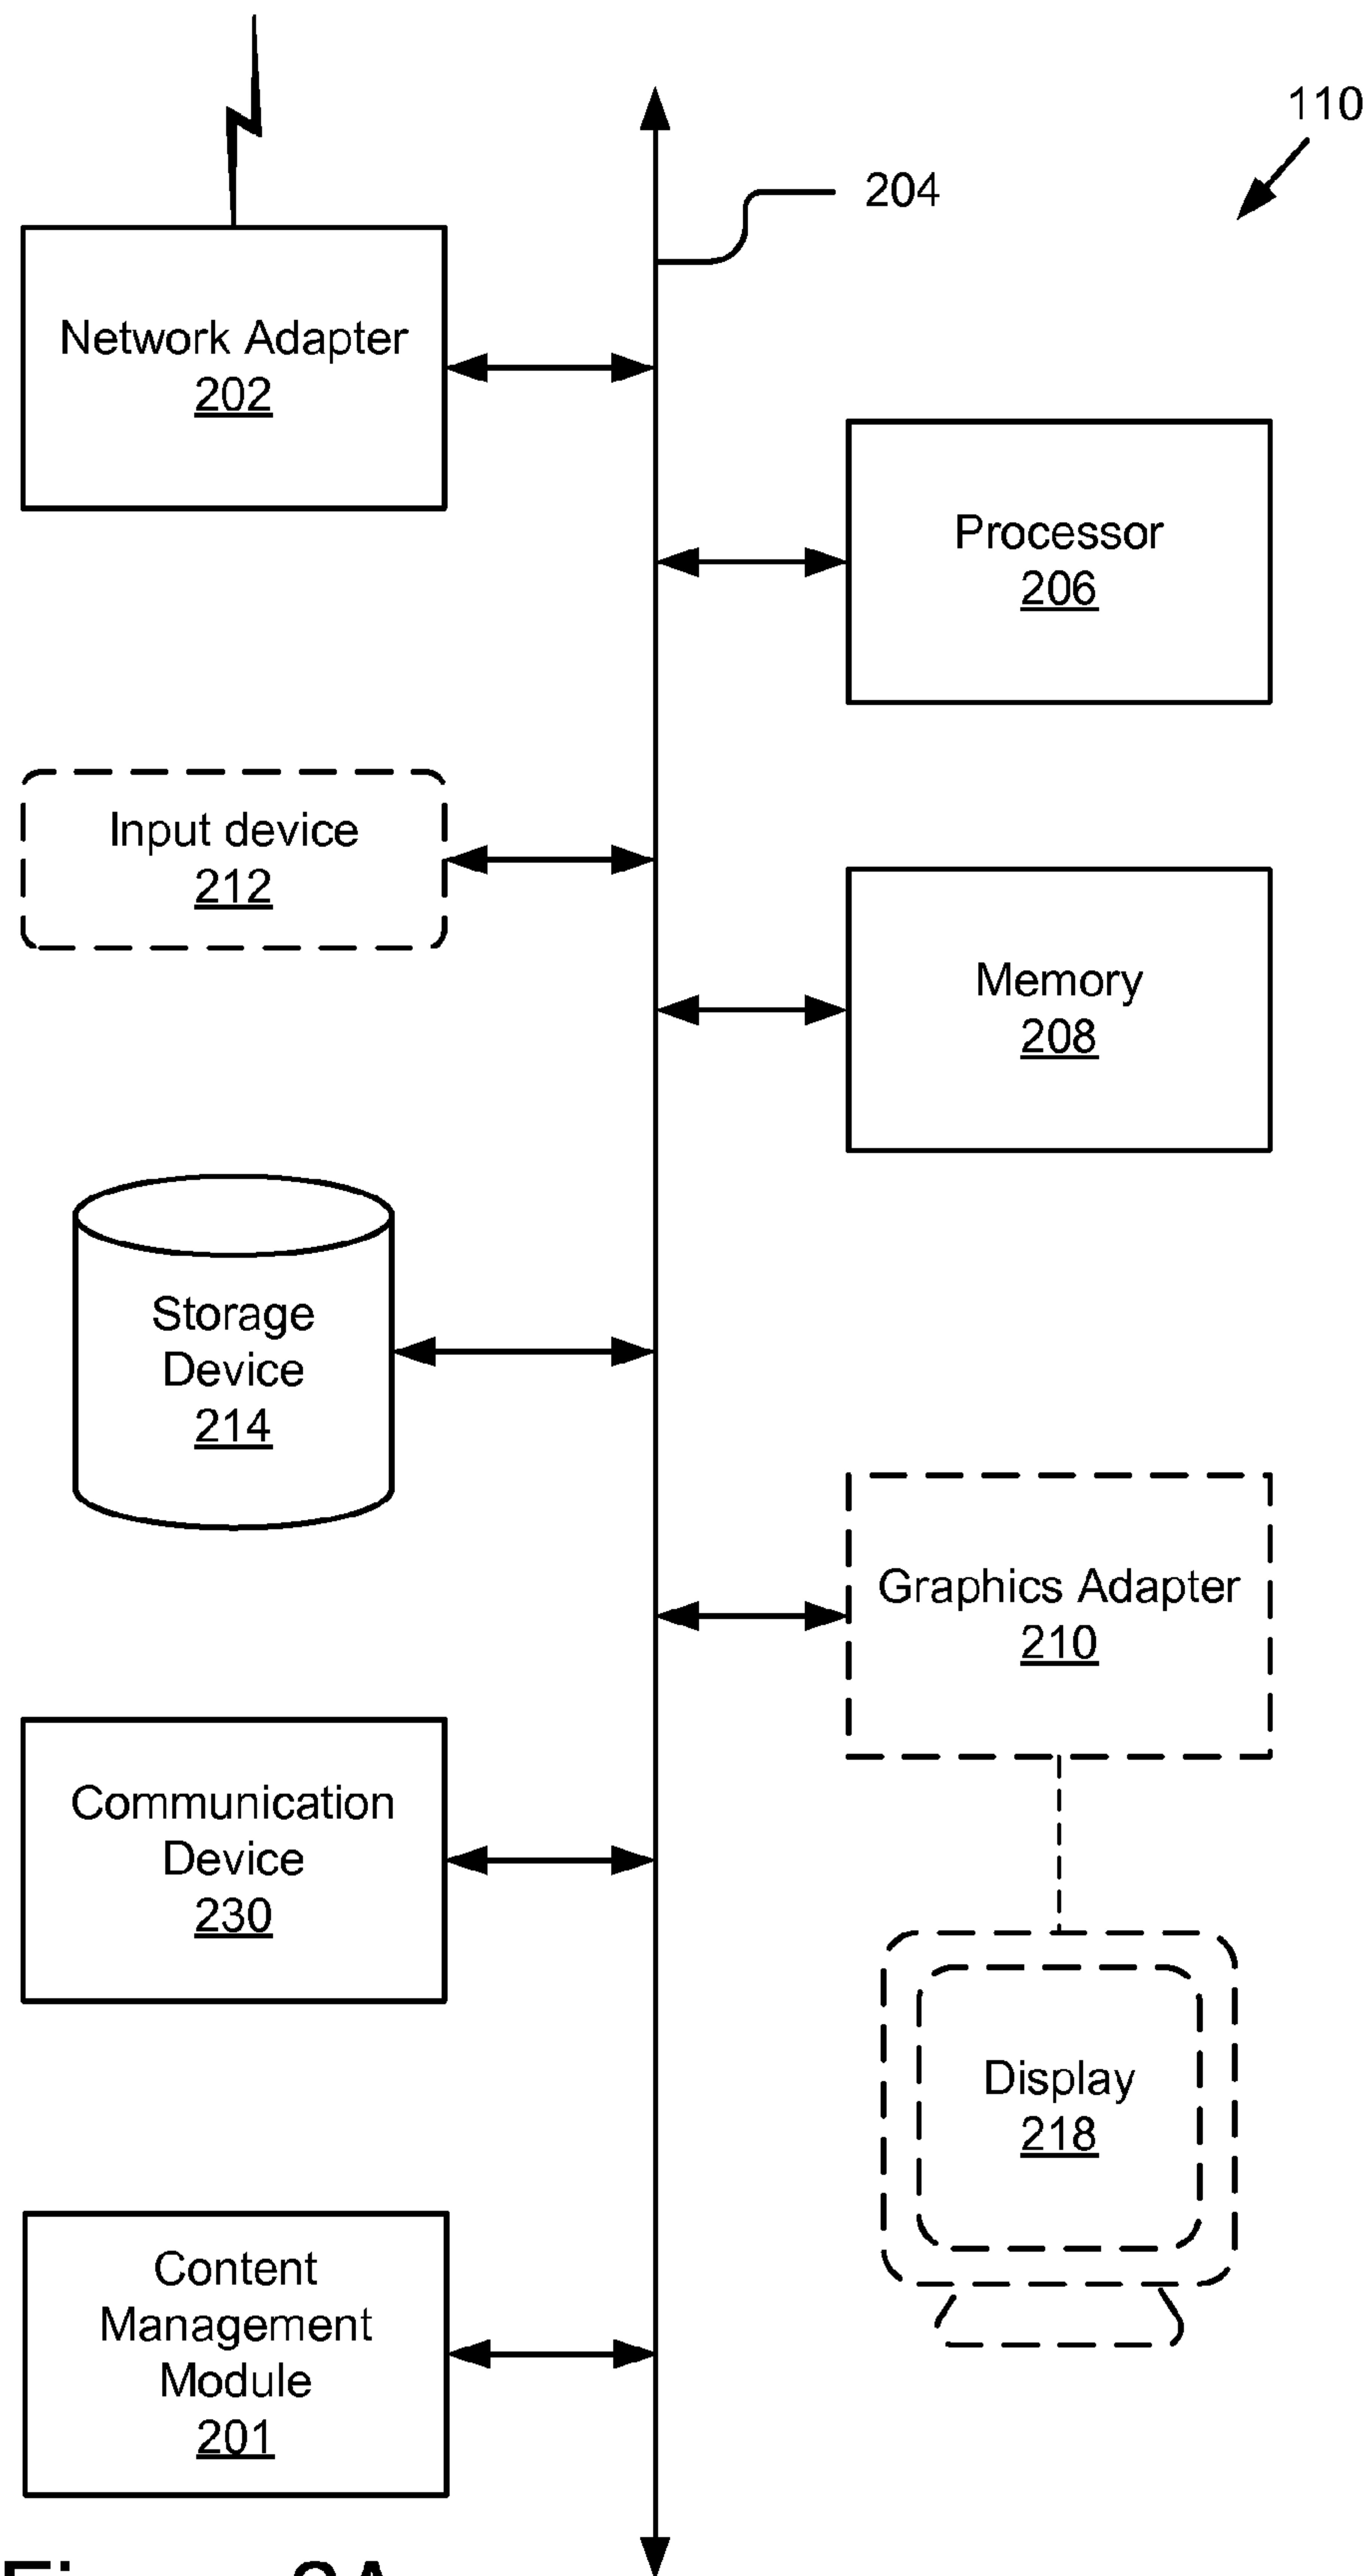 110
204
Network Adapter
202
Processor
206
Input device
212
Memory
208
Storage
Device
214
Graphics Adapter
210
Communication
Device
230
Display
218
Content
Management
Module
201